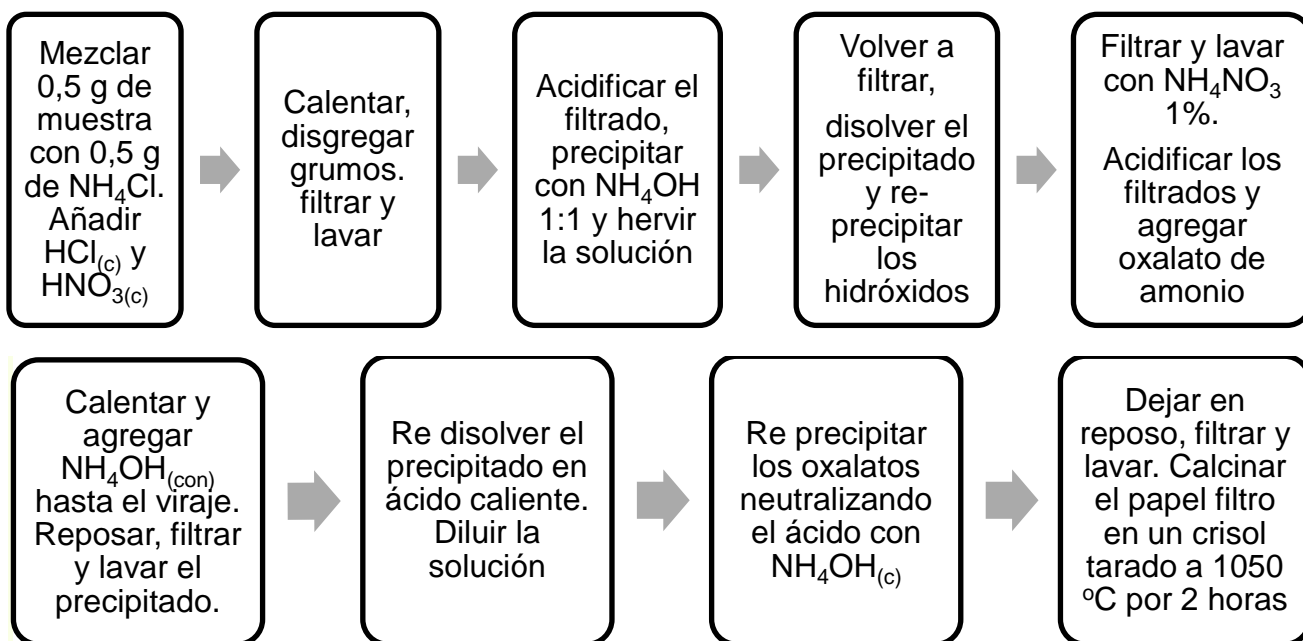 Mezclar
0,5 g de
muestra
con 0,5 g
de NH₄Cl.
Añadir
HCl₍c₎ y
HNO₃₍c₎
Calentar,
disgregar
grumos.
filtrar y
lavar
Acidificar el
filtrado,
precipitar
con NH₄OH
1:1 y hervir
la solución
Volver a
filtrar,
disolver el
precipitado
y re-
precipitar
los
hidróxidos
Filtrar y lavar
con NH₄NO₃
1%.
Acidificar los
filtrados y
agregar
oxalato de
amonio
Calentar y
agregar
NH₄OH(con)
hasta el viraje.
Reposar, filtrar
y lavar el
precipitado.
Re disolver el
precipitado en
ácido caliente.
Diluir la
solución
Re precipitar
los oxalatos
neutralizando
el ácido con
NH₄OH(c)
Dejar en
reposo, filtrar y
lavar. Calcinar
el papel filtro
en un crisol
tarado a 1050
ºC por 2 horas